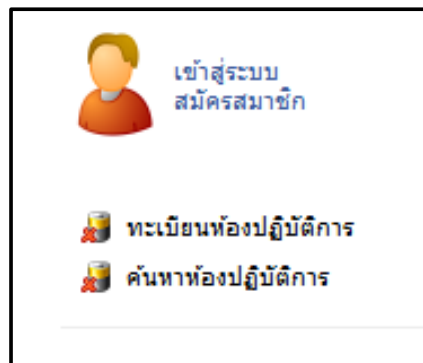 เข้าสู่ระบบ
สมัครสมาชิก
ทะเบียนห้องปฏิบัติการ
ค้นหาห้องปฏิบัติการ